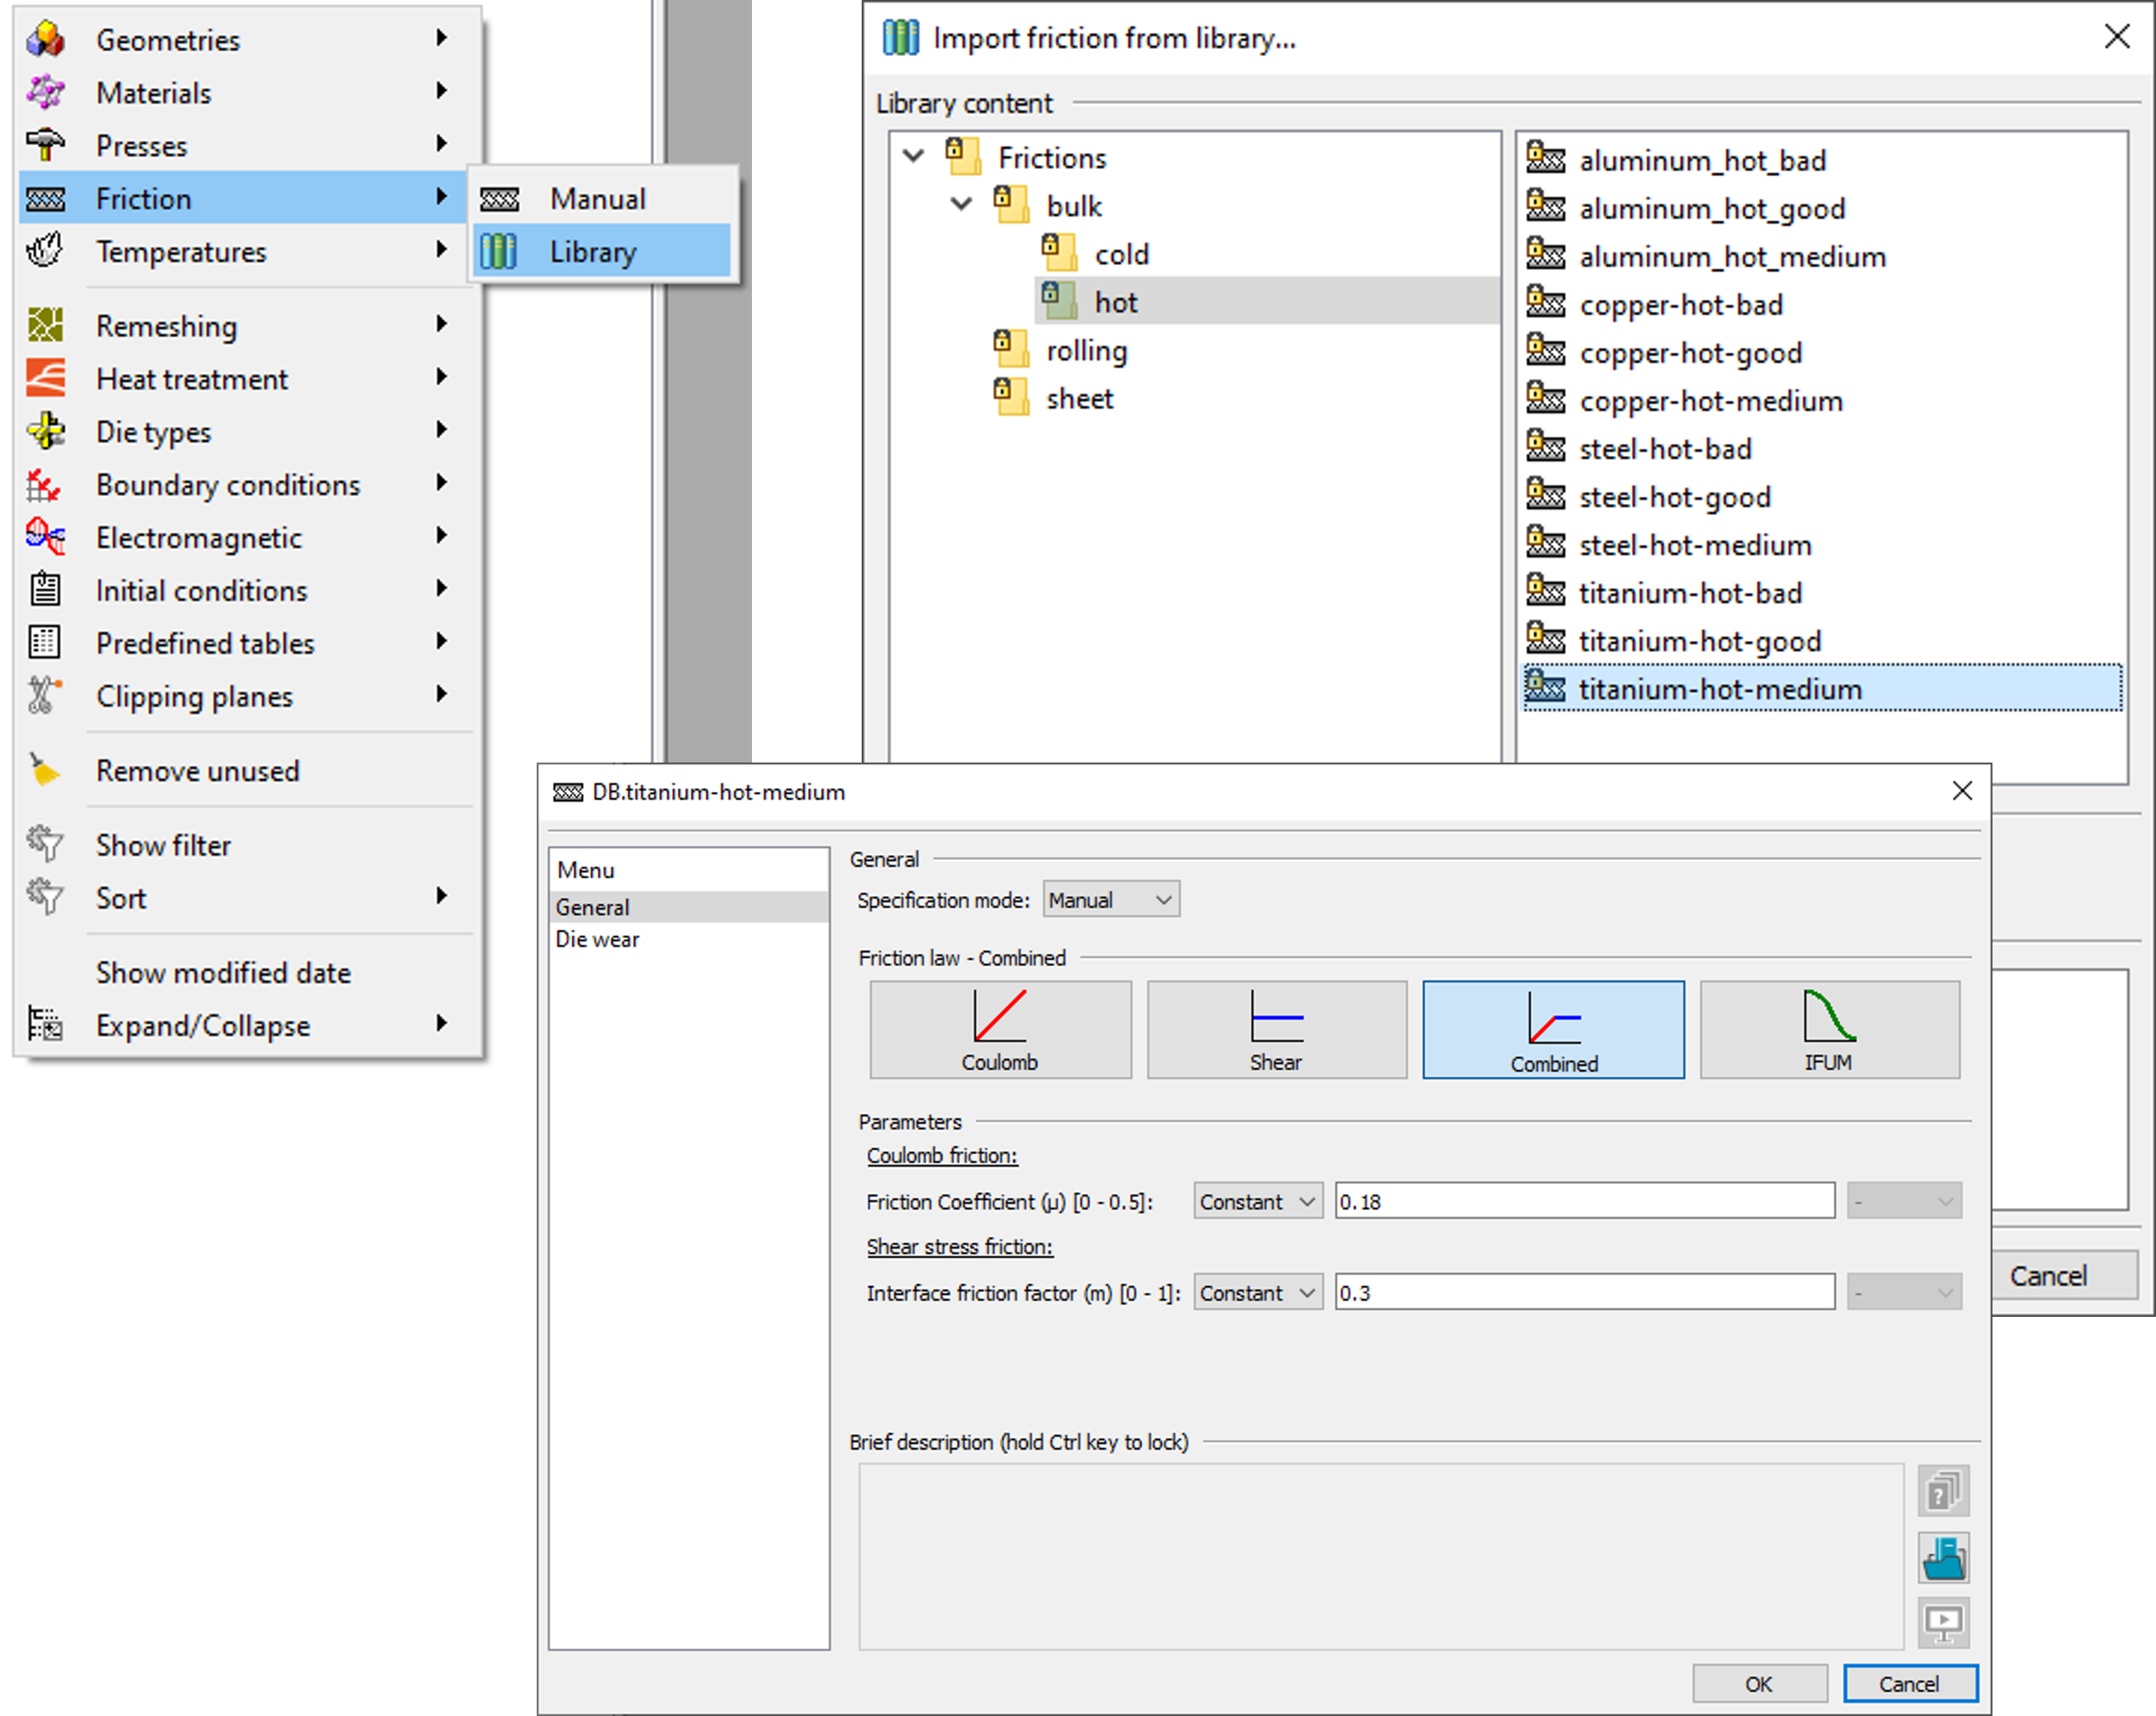 Geometries
Materials
Presses
Friction
Temperatures
Remeshing
Heat treatment
Die types
Boundary conditions
Electromagnetic
Initial conditions
Predefined tables
Clipping planes
Remove unused
Show filter
Sort
Show modified date
Expand/Collapse
Manual
Library
Import friction from library...
Library content
Frictions
bulk
cold
hot
rolling
sheet
aluminum_hot_bad
aluminum_hot_good
aluminum_hot_medium
copper-hot-bad
copper-hot-good
copper-hot-medium
steel-hot-bad
steel-hot-good
steel-hot-medium
titanium-hot-bad
titanium-hot-good
titanium-hot-medium
Cancel
DB.titanium-hot-medium
Menu
General
Die wear
General
Specification mode: Manual
Friction law - Combined
Coulomb
Shear
Combined
IFUM
Parameters
Coulomb friction:
Friction Coefficient (μ) [0 - 0.5]: Constant 0.18 -
Shear stress friction:
Interface friction factor (m) [0 - 1]: Constant 0.3 -
Brief description (hold Ctrl key to lock)
?
OK
Cancel